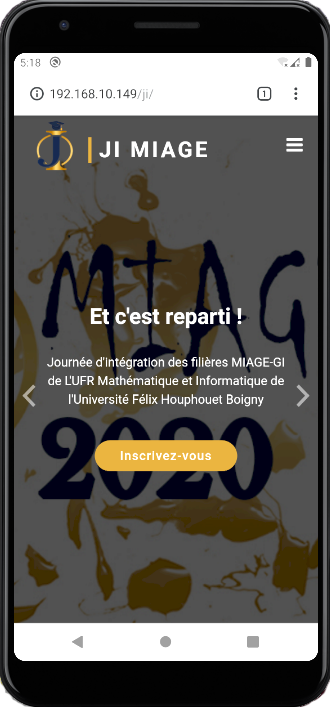 5:18
192.168.10.149/ji/
1
JI MIAGE
MIAG
Et c'est reparti !
Journée d'intégration des filières MIAGE-GI
de L'UFR Mathématique et Informatique de
l'Université Félix Houphouet Boigny
Inscrivez-vous
2020